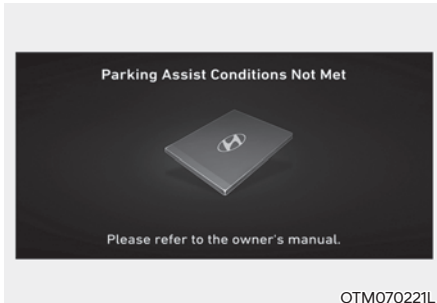 Parking Assist Conditions Not Met
Please refer to the owner's manual.
OTM070221L